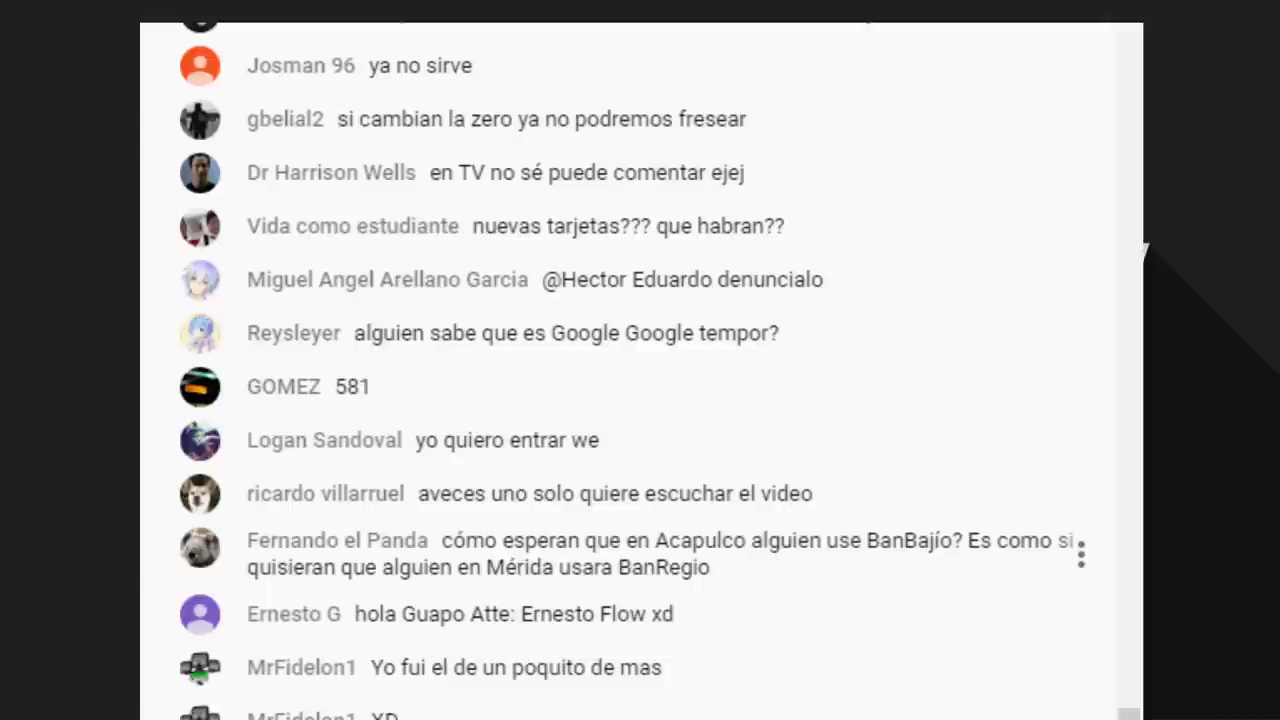 Josman 96 ya no sirve
gbelial2 si cambian la zero ya no podremos fresear
Dr Harrison Wells en TV no sé puede comentar ejej
Vida como estudiante nuevas tarjetas??? que habran??
Miguel Angel Arellano Garcia @Hector Eduardo denuncialo
Reysleyer alguien sabe que es Google Google tempor?
GOMEZ 581
Logan Sandoval yo quiero entrar we
ricardo villarruel aveces uno solo quiere escuchar el video
Fernando el Panda cómo esperan que en Acapulco alguien use BanBajío? Es como si
quisieran que alguien en Mérida usara BanRegio
Ernesto G hola Guapo Atte: Ernesto Flow xd
MrFidelon1 Yo fui el de un poquito de mas
MrFidelon1 XD